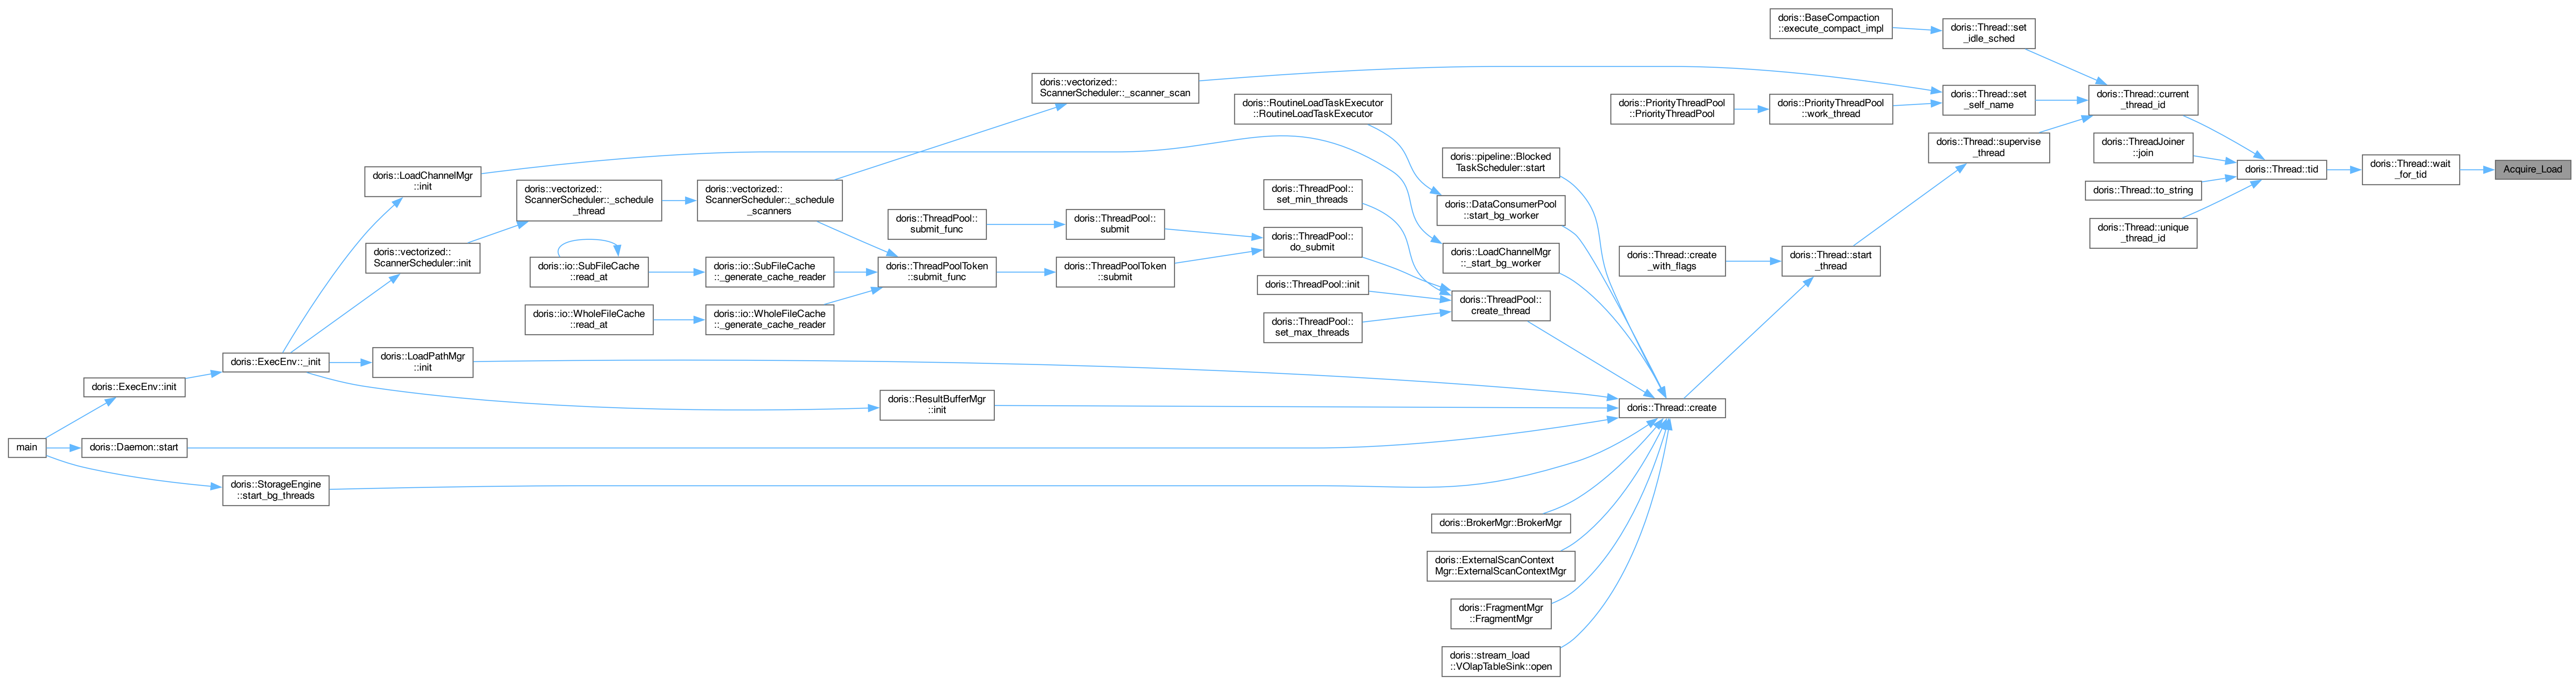 main
doris::ExecEnv::init
doris::Daemon::start
doris::StorageEngine
::start_bg_threads
doris::ExecEnv::_init
doris::LoadChannelMgr
::init
doris::vectorized::
ScannerScheduler::init
doris::LoadPathMgr
::init
doris::vectorized::
ScannerScheduler::_schedule
_thread
doris::io::SubFileCache
::read_at
doris::io::WholeFileCache
::read_at
doris::vectorized::
ScannerScheduler::_schedule
_scanners
doris::io::SubFileCache
::_generate_cache_reader
doris::io::WholeFileCache
::_generate_cache_reader
doris::ThreadPool::
submit_func
doris::ThreadPoolToken
::submit_func
doris::ResultBufferMgr
::init
doris::vectorized::
ScannerScheduler::_scanner_scan
doris::ThreadPool::
submit
doris::ThreadPoolToken
::submit
doris::RoutineLoadTaskExecutor
::RoutineLoadTaskExecutor
doris::ThreadPool::
set_min_threads
doris::ThreadPool::
do_submit
doris::ThreadPool::init
doris::ThreadPool::
set_max_threads
doris::pipeline::Blocked
TaskScheduler::start
doris::DataConsumerPool
::start_bg_worker
doris::LoadChannelMgr
::_start_bg_worker
doris::ThreadPool::
create_thread
doris::BrokerMgr::BrokerMgr
doris::ExternalScanContext
Mgr::ExternalScanContextMgr
doris::FragmentMgr
::FragmentMgr
doris::stream_load
::VOlapTableSink::open
doris::PriorityThreadPool
::PriorityThreadPool
doris::Thread::create
_with_flags
doris::Thread::create
doris::BaseCompaction
::execute_compact_impl
doris::PriorityThreadPool
::work_thread
doris::Thread::start
_thread
doris::Thread::set
_idle_sched
doris::Thread::set
_self_name
doris::Thread::supervise
_thread
doris::Thread::current
_thread_id
doris::ThreadJoiner
::join
doris::Thread::to_string
doris::Thread::unique
_thread_id
doris::Thread::tid
doris::Thread::wait
_for_tid
Acquire_Load